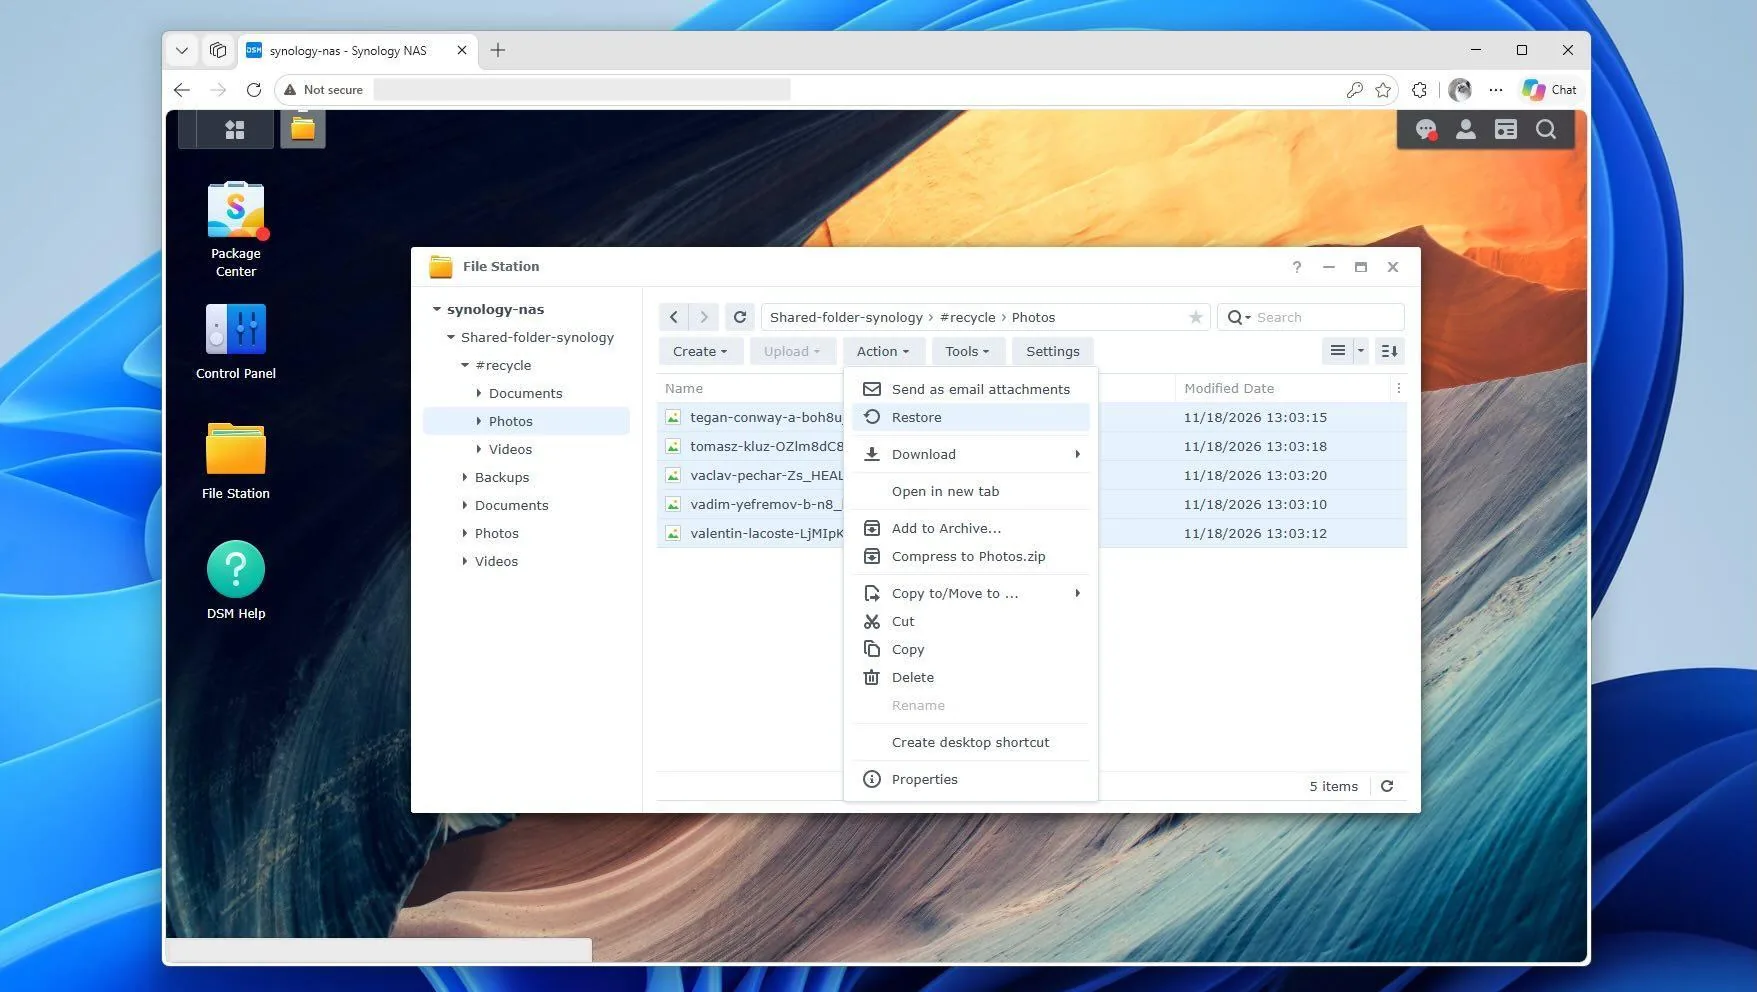 DSM synology-nas - Synology NAS
Not secure
Chat
Package
Center
Control Panel
File Station
DSM Help
File Station
synology-nas
Shared-folder-synology
#recycle
Documents
Photos
Videos
Backups
Documents
Photos
Videos
Shared-folder-synology › #recycle › Photos
Search
Create Upload Action Tools Settings
Name Modified Date
tegan-conway-a-boh8u 11/18/2026 13:03:15
tomasz-kluz-OZlm8dC8 11/18/2026 13:03:18
vaclav-pechar-Zs_HEAL 11/18/2026 13:03:20
vadim-yefremov-b-n8_ 11/18/2026 13:03:10
valentin-lacoste-LjMIpK 11/18/2026 13:03:12
Send as email attachments
Restore
Download
Open in new tab
Add to Archive...
Compress to Photos.zip
Copy to/Move to ...
Cut
Copy
Delete
Rename
Create desktop shortcut
Properties
5 items